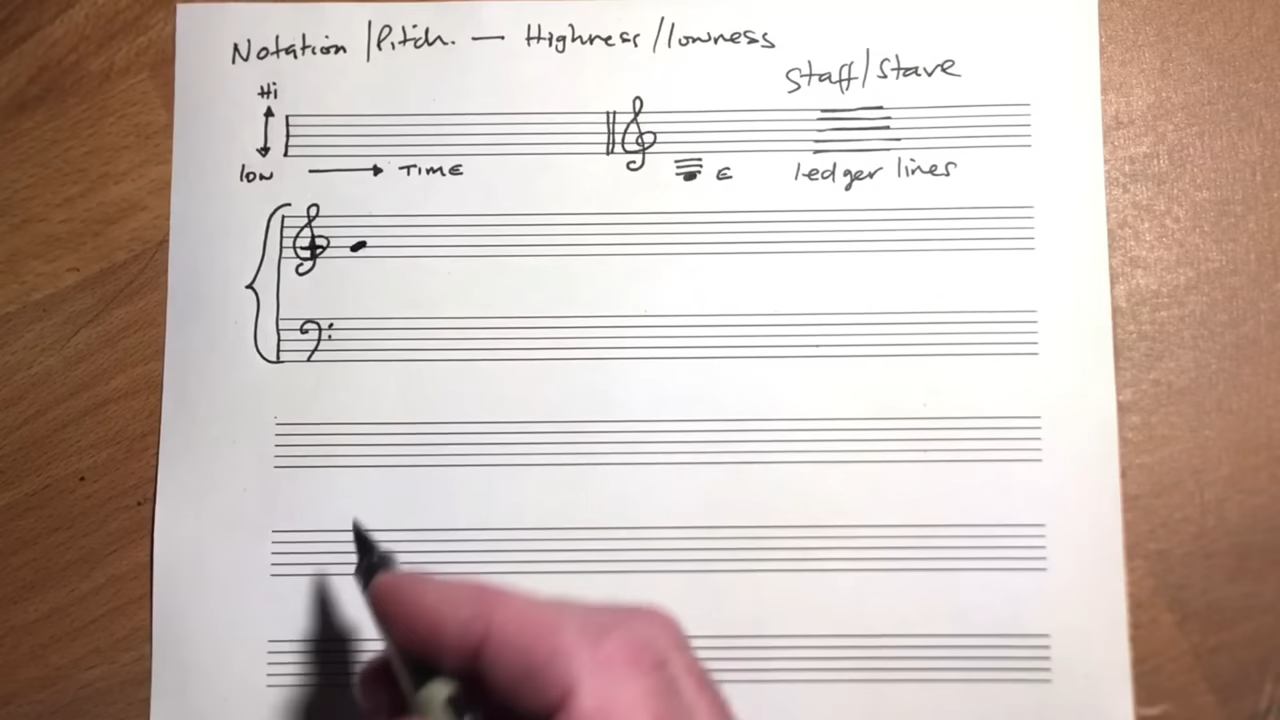 Notation / Pitch. — Highness / lowness
Staff/Stave
Hi
low → TIME
E
ledger lines